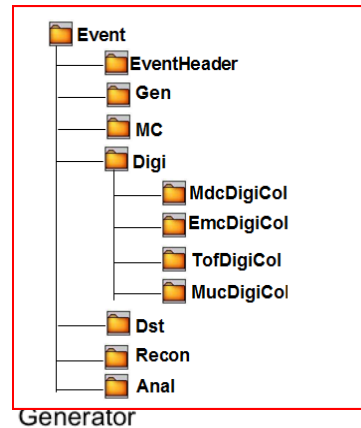 Event
EventHeader
Gen
MC
Digi
MdcDigiCol
EmcDigiCol
TofDigiCol
MucDigiCol
Dst
Recon
Anal
Generator